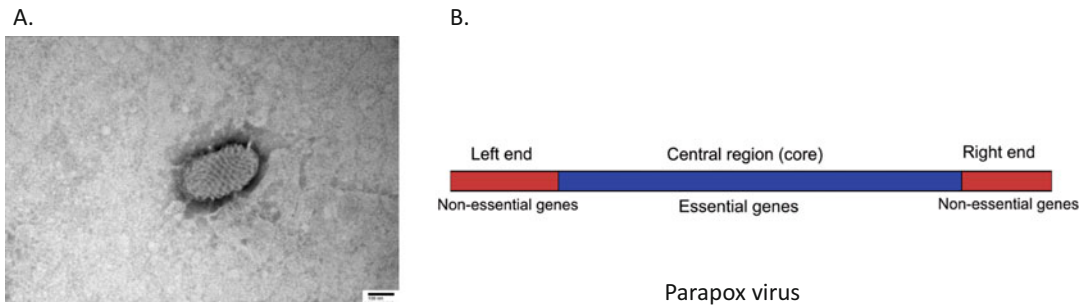 A.
B.
Left end
Central region (core)
Right end
Non-essential genes
Essential genes
Non-essential genes
Parapox virus